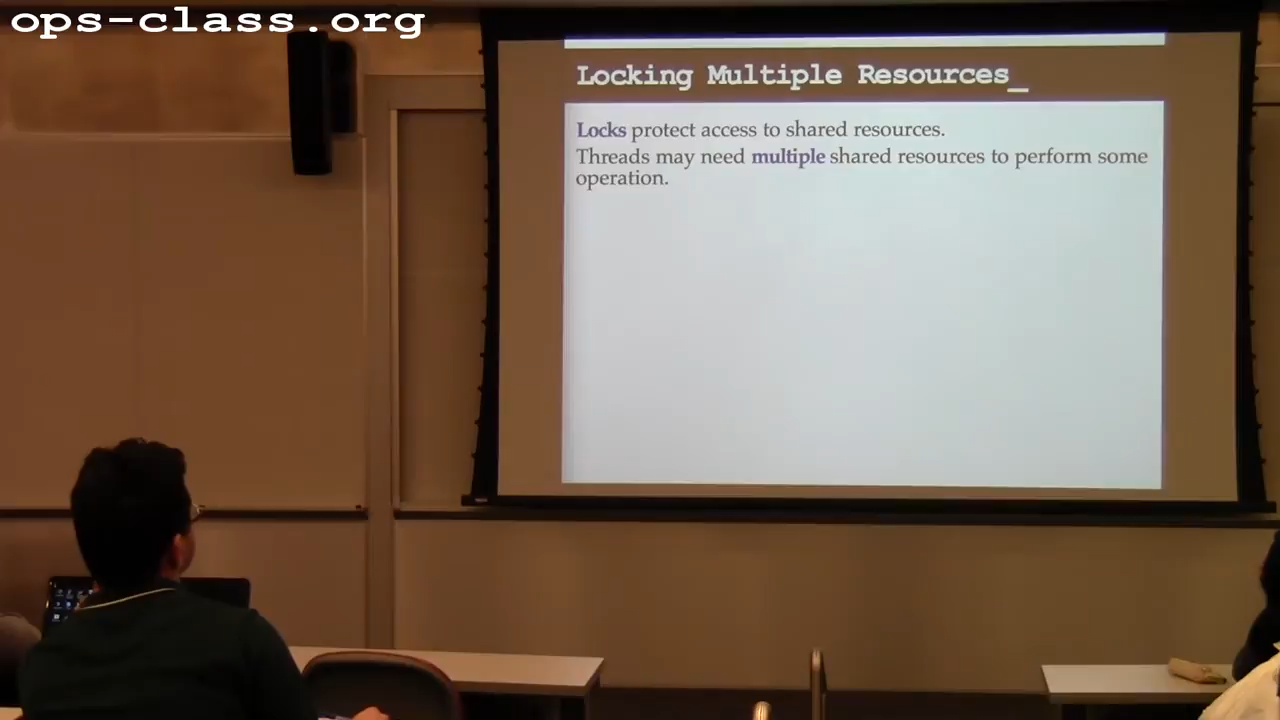 ops-class.org
Locking Multiple Resources_
Locks protect access to shared resources.
Threads may need multiple shared resources to perform some
operation.